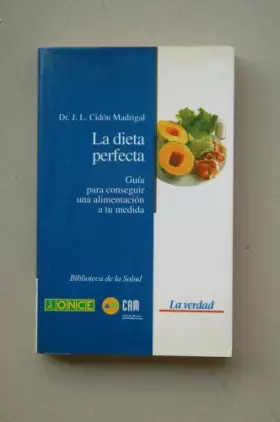 Dr. J. L. Cidón Madrigal
La dieta
perfecta
Guía
para conseguir
una alimentación
a tu medida
Biblioteca de la Salud
ONCE
CAM
La verdad